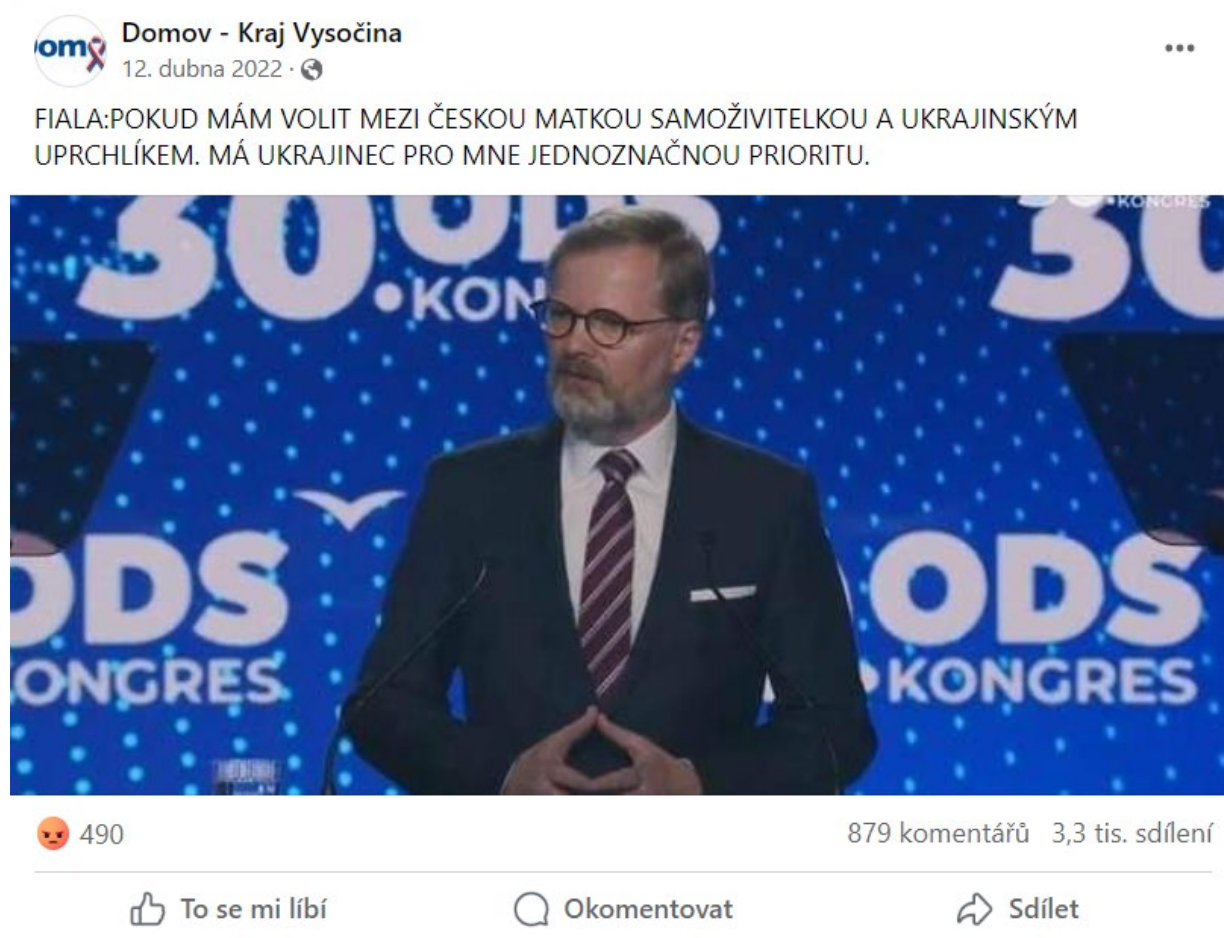 om
Domov - Kraj Vysočina
12. dubna 2022
FIALA:POKUD MÁM VOLIT MEZI ČESKOU MATKOU SAMOŽIVITELKOU A UKRAJINSKÝM
UPRCHLÍKEM. MÁ UKRAJINEC PRO MNE JEDNOZNAČNOU PRIORITU.
30. ODS
KON
30
KONGRES
ODS
KONGRES
ODS
KONGRES
490
879 komentářů 3,3 tis. sdílení
To se mi líbí Okomentovat Sdílet